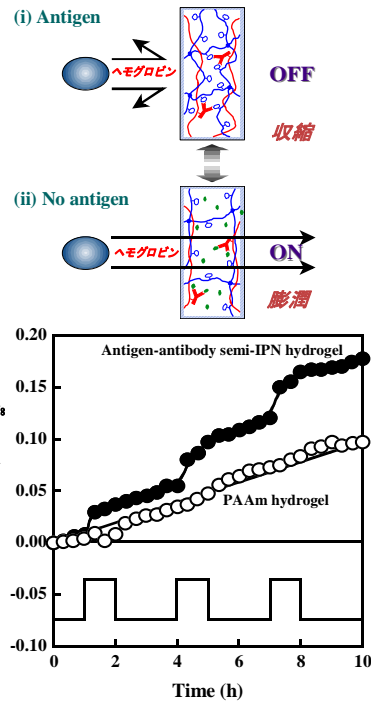 (i) Antigen
ヘモグロビン
OFF
収縮
(ii) No antigen
ヘモグロビン
ON
膨潤
0.20
Antigen-antibody semi-IPN hydrogel
0.15
0.10
0.05
PAAm hydrogel
0.00
-0.05
-0.10
0 2 4 6 8 10
Time (h)